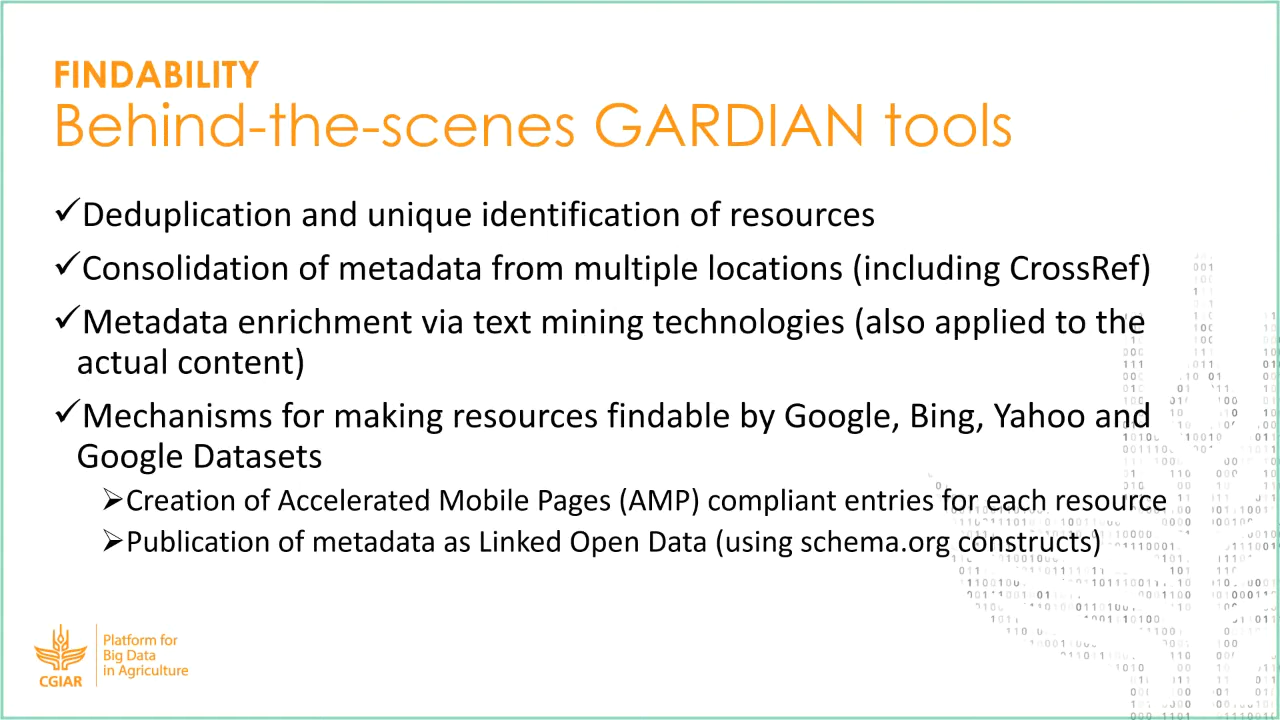 FINDABILITY
Behind-the-scenes GARDIAN tools
✓Deduplication and unique identification of resources
✓Consolidation of metadata from multiple locations (including CrossRef)
✓Metadata enrichment via text mining technologies (also applied to the
actual content)
✓Mechanisms for making resources findable by Google, Bing, Yahoo and
Google Datasets
➢Creation of Accelerated Mobile Pages (AMP) compliant entries for each resource
➢Publication of metadata as Linked Open Data (using schema.org constructs)
CGIAR
Platform for
Big Data
in Agriculture